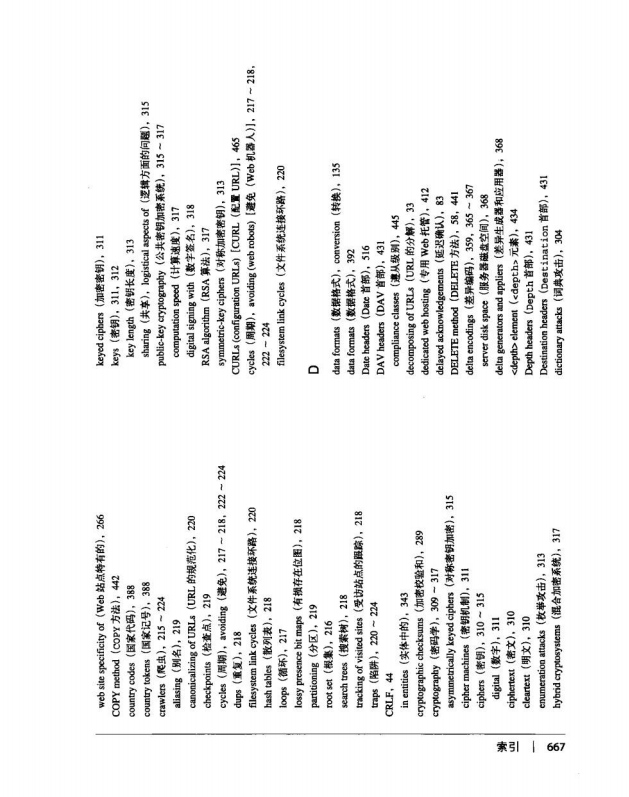 web site specificity of（Web 站点特有的），266
COPY method（COPY 方法），442
country codes（国家代码），388
country tokens（国家记号），388
crawlers（爬虫），215 ~ 224
aliasing（别名），219
canonicalizing of URLs（URL 的规范化），220
checkpoints（检查点），219
cycles（周期），avoiding（避免），217 ~ 218，222 ~ 224
dups（重复），218
filesystem link cycles（文件系统连接环路），220
hash tables（散列表），218
loops（循环），217
lossy presence bit maps（有损存在位图），218
partitioning（分区），219
root set（根集），216
search trees（搜索树），218
tracking of visited sites（受访站点的跟踪），218
traps（陷阱），220 ~ 224
CRLF，44
in entities（实体中的），343
cryptographic checksums（加密校验和），289
cryptography（密码学），309 ~ 317
asymmetrically keyed ciphers（对称密钥加密），315
cipher machines（密钥机制），311
ciphers（密钥），310 ~ 315
digital（数字），311
ciphertext（密文），310
cleartext（明文），310
enumeration attacks（枚举攻击），313
hybrid cryptosystems（混合加密系统），317
keyed ciphers（加密密钥），311
keys（密钥），311，312
key length（密钥长度），313
sharing（共享），logistical aspects of（逻辑方面的问题），315
public-key cryptography（公共密钥加密系统），315 ~ 317
computation speed（计算速度），317
digital signing with（数字签名），318
RSA algorithm（RSA 算法），317
symmetric-key ciphers（对称加密密钥），313
CURLs (configuration URLs)［CURL（配置 URL）］，465
cycles（周期），avoiding (web robots)［避免（Web 机器人）］，217 ~ 218，
222 ~ 224
filesystem link cycles（文件系统连接环路），220
D
data formats（数据格式），conversion（转换），135
data formats（数据格式），392
Date headers（Date 首部），516
DAV headers（DAV 首部），431
compliance classes（遵从级别），445
decomposing of URLs（URL 的分解），33
dedicated web hosting（专用 Web 托管），412
delayed acknowledgements（延迟确认），83
DELETE method（DELETE 方法），58，441
delta encodings（差异编码），359，365 ~ 367
server disk space（服务器磁盘空间），368
delta generators and appliers（差异生成器和应用器），368
<depth> element（<depth> 元素），434
Depth headers（Depth 首部），431
Destination headers（Destination 首部），431
dictionary attacks（词典攻击），304
索引 | 667